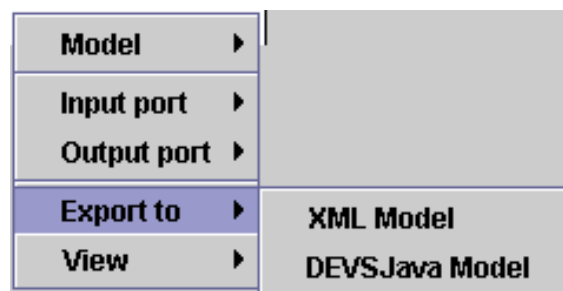 Model
Input port
Output port
Export to
XML Model
View
DEVSJava Model